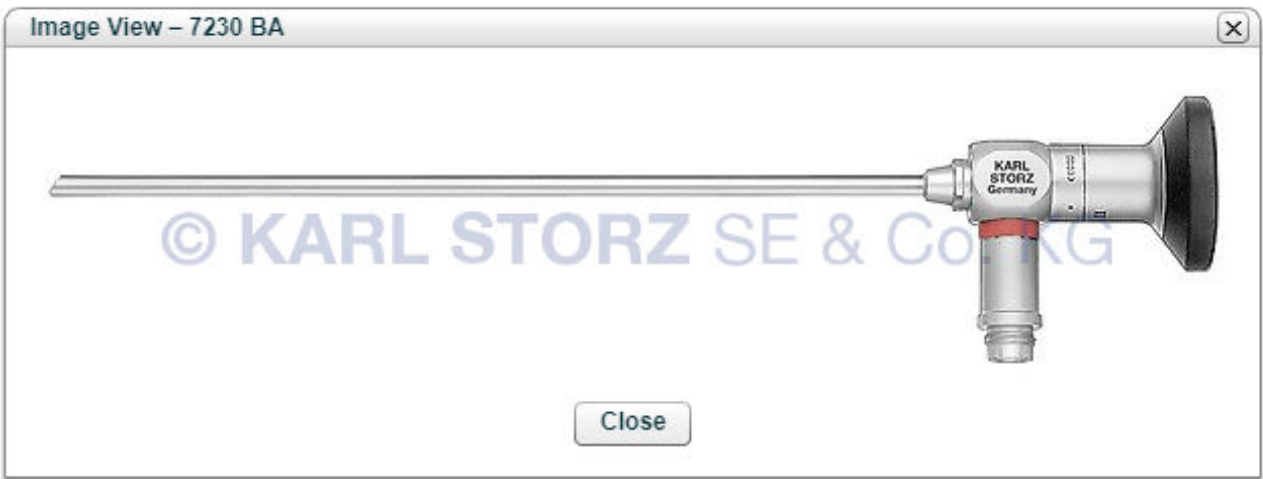 Image View – 7230 BA
KARL
STORZ
Germany
© KARL STORZ SE & Co. KG
Close